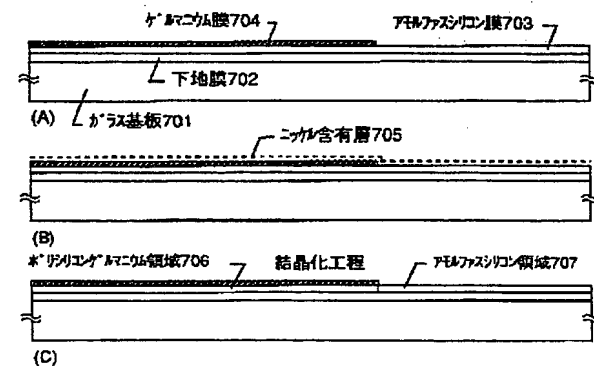 ゲルマニウム膜704
アモルファスシリコン膜703
下地膜702
(A)
ガラス基板701
ニッケル含有層705
(B)
ポリシリコンゲルマニウム領域706
結晶化工程
アモルファスシリコン領域707
(C)